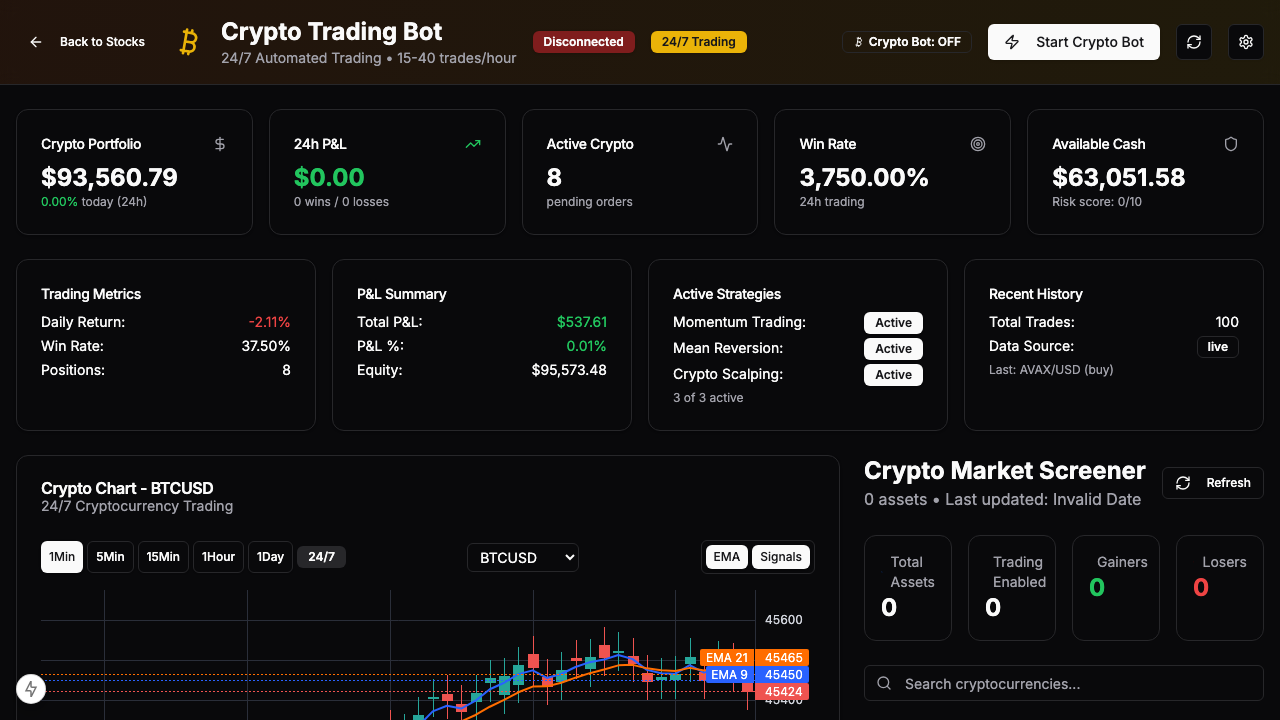 Back to Stocks
Crypto Trading Bot
24/7 Automated Trading • 15-40 trades/hour
Disconnected
24/7 Trading
Crypto Bot: OFF
Start Crypto Bot
Crypto Portfolio
$93,560.79
0.00% today (24h)
24h P&L
$0.00
0 wins / 0 losses
Active Crypto
8
pending orders
Win Rate
3,750.00%
24h trading
Available Cash
$63,051.58
Risk score: 0/10
Trading Metrics
Daily Return: -2.11%
Win Rate: 37.50%
Positions: 8
P&L Summary
Total P&L: $537.61
P&L %: 0.01%
Equity: $95,573.48
Active Strategies
Momentum Trading: Active
Mean Reversion: Active
Crypto Scalping: Active
3 of 3 active
Recent History
Total Trades: 100
Data Source: live
Last: AVAX/USD (buy)
Crypto Chart - BTCUSD
24/7 Cryptocurrency Trading
1Min 5Min 15Min 1Hour 1Day 24/7
BTCUSD
EMA Signals
45600
EMA 21 45465
EMA 9 45450
45424
45400
Crypto Market Screener
0 assets • Last updated: Invalid Date
Refresh
Total
Assets
0
Trading
Enabled
0
Gainers
0
Losers
0
Search cryptocurrencies...